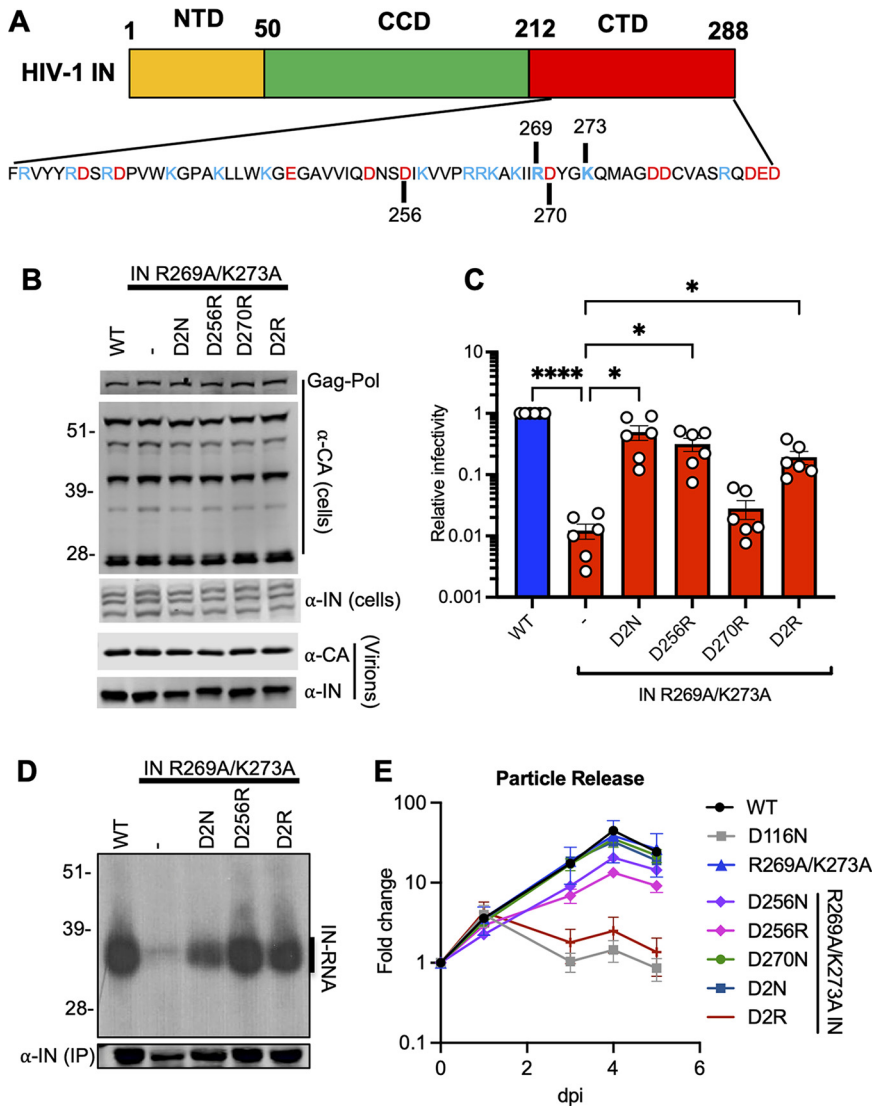 A
1 NTD 50 CCD 212 CTD 288
HIV-1 IN
269 273
FRVYYRDSRDPVWKGPAKLLWKGEGAVVIQDNSDIKVVPRRKAKIIRDYGKQMAGDDCVASRQDED
256 270
B
IN R269A/K273A
WT - D2N D256R D270R D2R
Gag-Pol
51-
39-
28-
α-CA (cells)
α-IN (cells)
α-CA
α-IN
(Virions)
C
* 
*
**** *
Relative infectivity
10
1
0.1
0.01
0.001
WT - D2N D256R D270R D2R
IN R269A/K273A
D
IN R269A/K273A
WT - D2N D256R D2R
51-
39-
28-
IN-RNA
α-IN (IP)
E
Particle Release
Fold change
100
10
1
0.1
0 2 4 6
dpi
WT
D116N
R269A/K273A
D256N
D256R
D270N
D2N
D2R
R269A/K273A IN